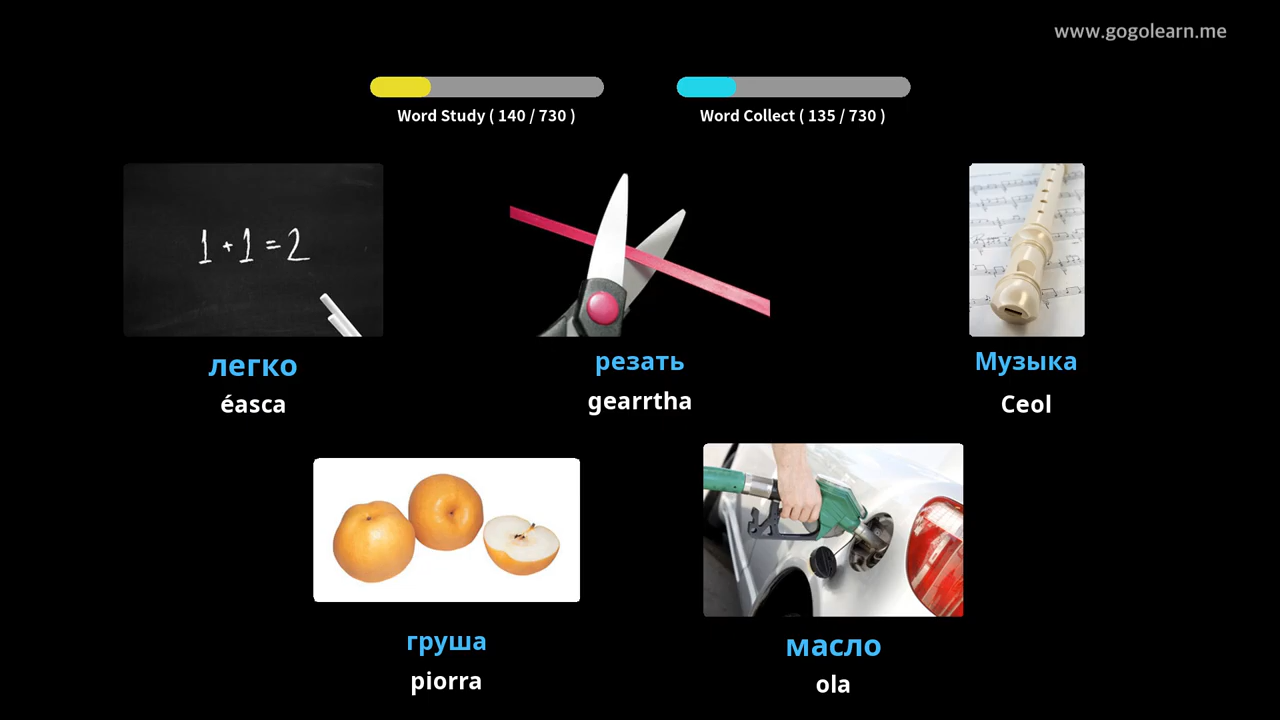 www.gogolearn.me
Word Study ( 140 / 730 )
Word Collect ( 135 / 730 )
1 + 1 = 2
легко
éasca
резать
gearrtha
Музыка
Ceol
груша
piorra
масло
ola